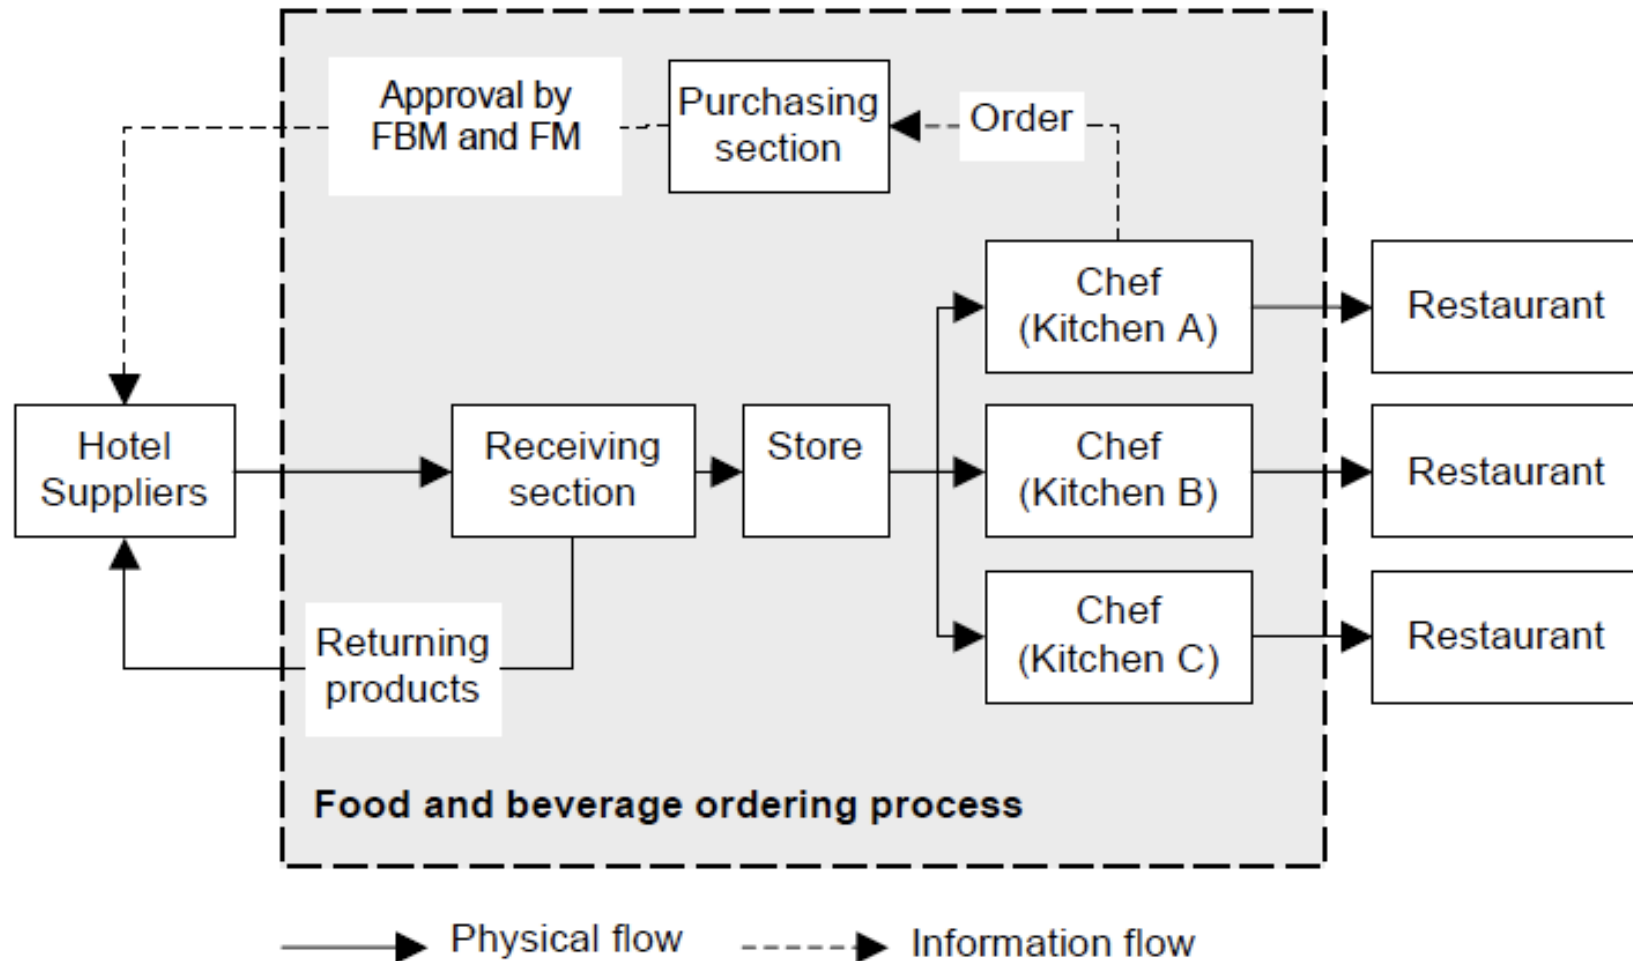 Approval by
FBM and FM
Purchasing
section
Order
Chef
(Kitchen A)
Restaurant
Hotel
Suppliers
Receiving
section
Store
Chef
(Kitchen B)
Restaurant
Returning
products
Chef
(Kitchen C)
Restaurant
Food and beverage ordering process
Physical flow
Information flow